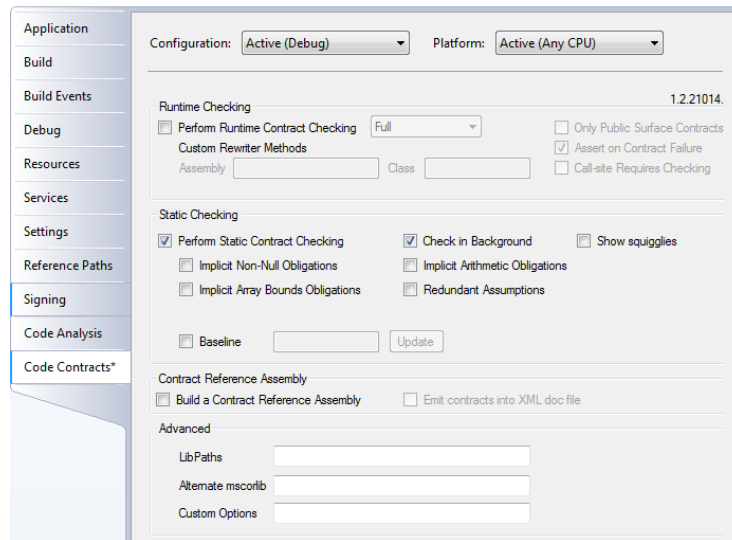 Application
Build
Build Events
Debug
Resources
Services
Settings
Reference Paths
Signing
Code Analysis
Code Contracts*
Configuration: Active (Debug) Platform: Active (Any CPU)
1.2.21014.
Runtime Checking
Perform Runtime Contract Checking Full Only Public Surface Contracts
Custom Rewriter Methods Assert on Contract Failure
Assembly Class Call-site Requires Checking
Static Checking
Perform Static Contract Checking Check in Background Show squigglies
Implicit Non-Null Obligations Implicit Arithmetic Obligations
Implicit Array Bounds Obligations Redundant Assumptions
Baseline Update
Contract Reference Assembly
Build a Contract Reference Assembly Emit contracts into XML doc file
Advanced
LibPaths
Alternate mscorlib
Custom Options